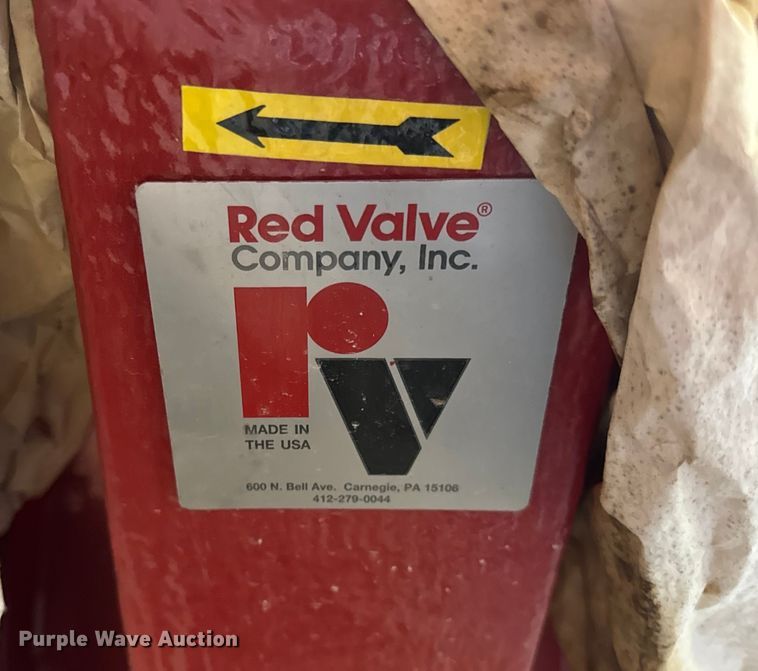 Red Valve®
Company, Inc.
rv
MADE IN
THE USA
600 N. Bell Ave. Carnegie, PA 15106
412-279-0044
Purple Wave Auction